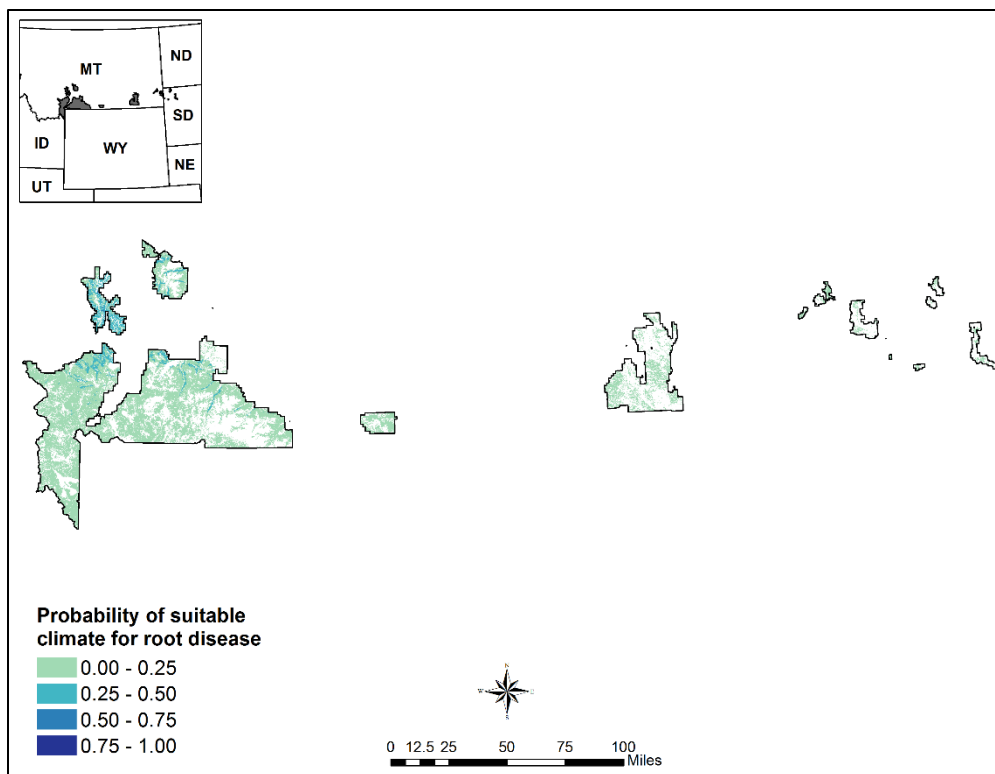 MT
ND
SD
ID
WY
NE
UT
Probability of suitable
climate for root disease
0.00 - 0.25
0.25 - 0.50
0.50 - 0.75
0.75 - 1.00
N
W
E
S
0 12.5 25 50 75 100
Miles